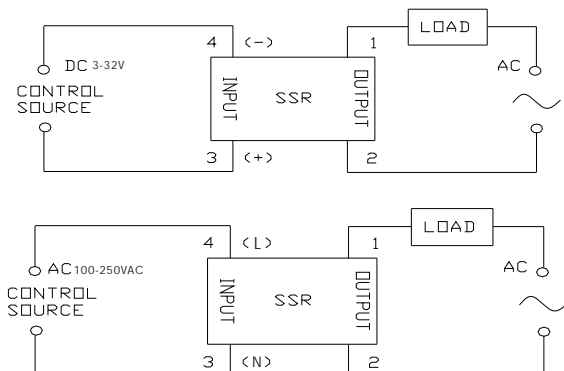 LOAD
4 (-) 1
DC 3-32V AC
CONTROL
SOURCE
INPUT SSR OUTPUT
3 (+) 2
LOAD
4 (L) 1
AC 100-250VAC AC
CONTROL
SOURCE
INPUT SSR OUTPUT
3 (N) 2